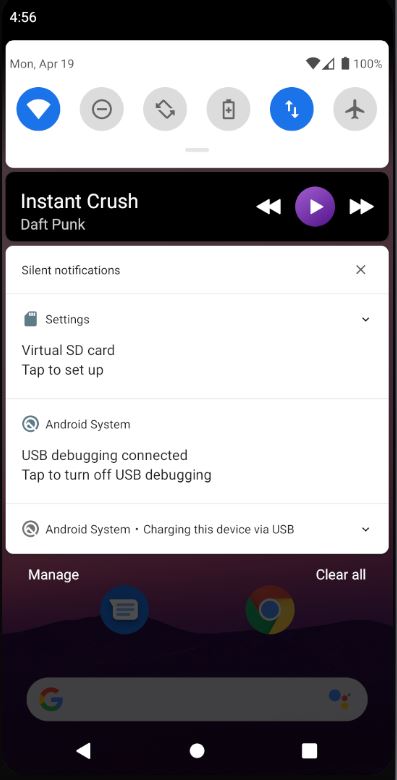 4:56
Mon, Apr 19
100%
Instant Crush
Daft Punk
Silent notifications
Settings
Virtual SD card
Tap to set up
Android System
USB debugging connected
Tap to turn off USB debugging
Android System • Charging this device via USB
Manage
Clear all